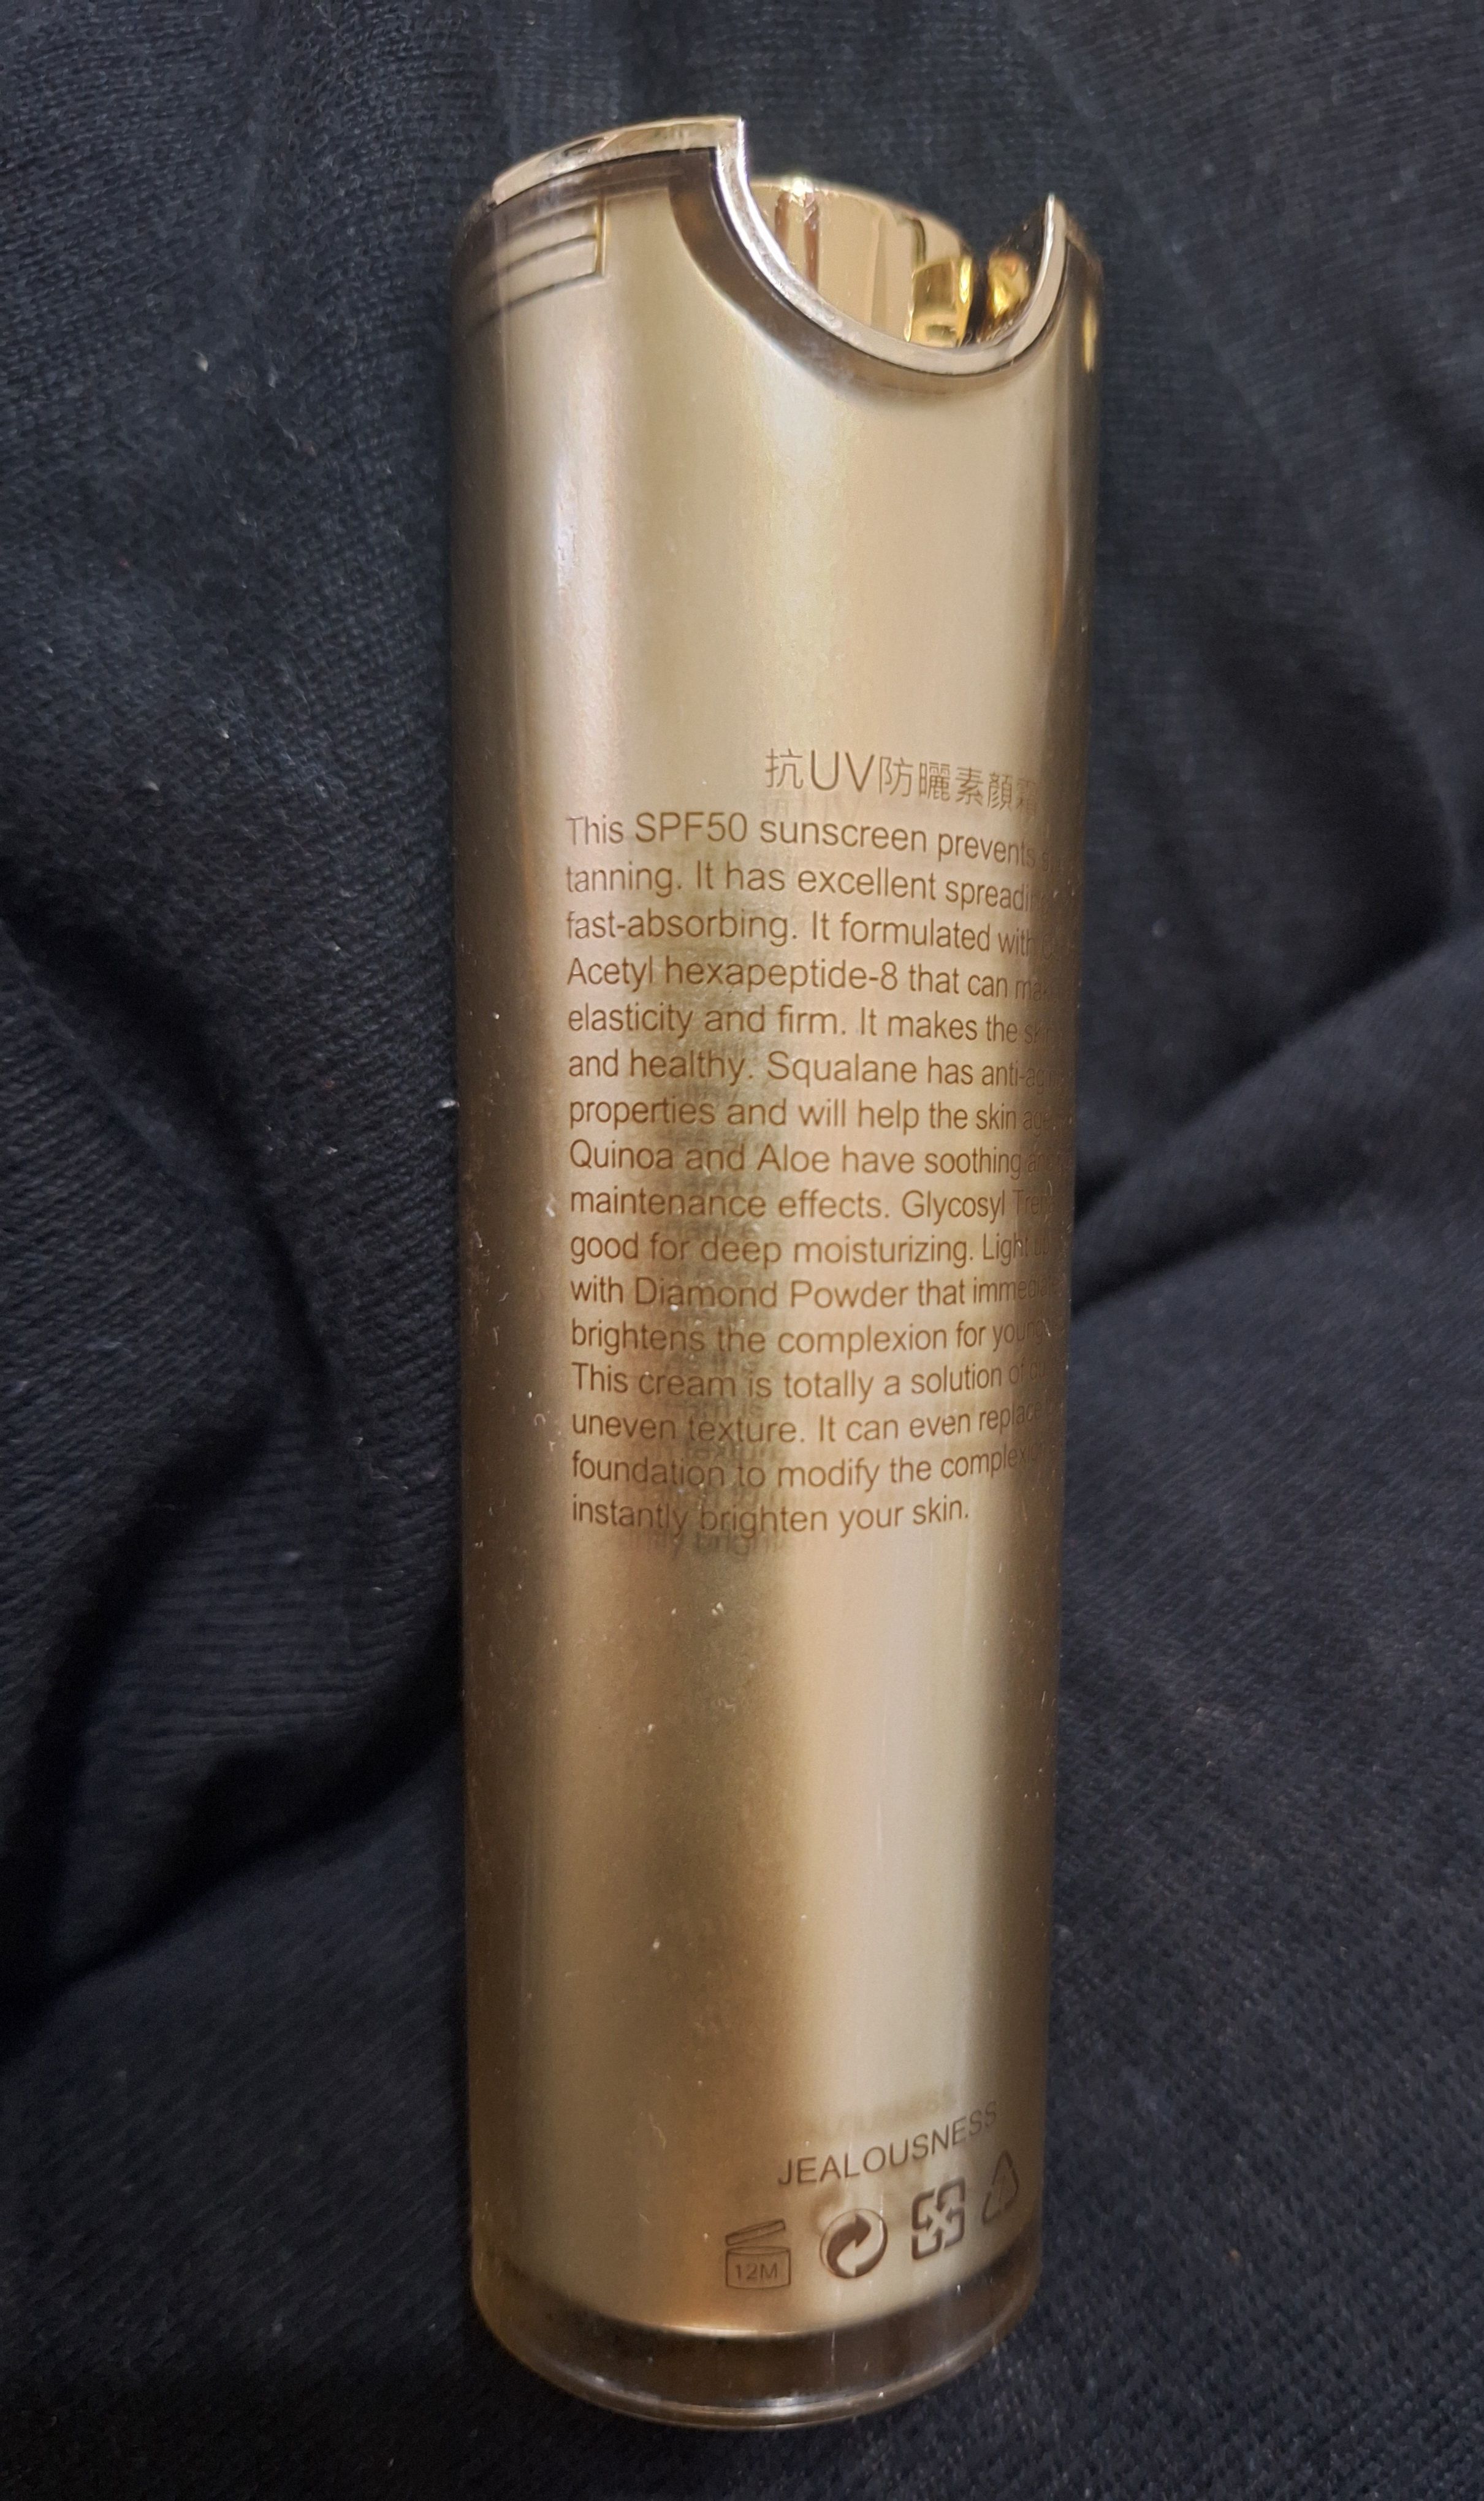 抗UV防曬素顏霜
This SPF50 sunscreen prevents
tanning. It has excellent
fast-absorbing. It formulated with
Acetyl hexapeptide-8 that can
elasticity and firm. It makes the
and healthy. Squalane has
properties and will help the skin
Quinoa and Aloe have soothing
maintenance effects. Glycosyl
good for deep moisturizing. Light
with Diamond Powder that
brightens the complexion for
This cream is totally a solution of
uneven texture. It can even replace
foundation to modify the
instantly brighten your skin.
JEALOUSNESS
12M